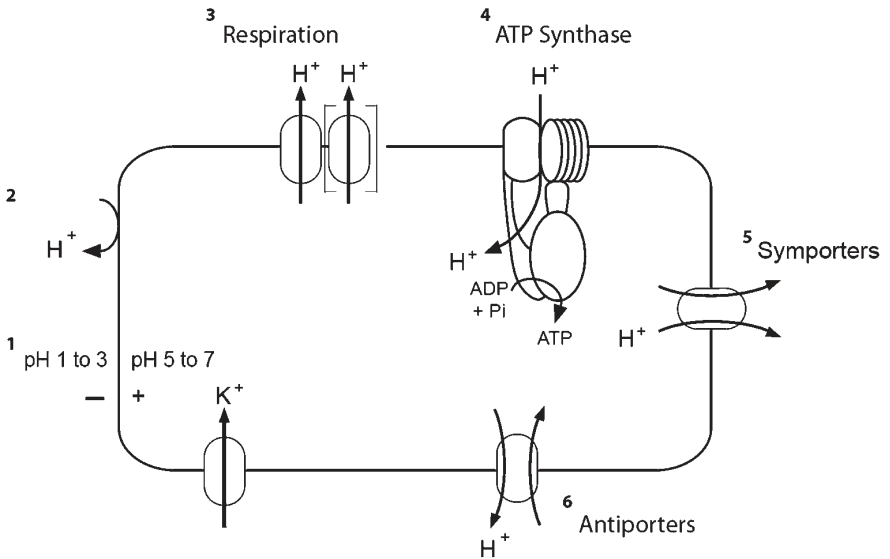 3 Respiration
H+ H+
4 ATP Synthase
H+
2
H+
H+
ADP
+ Pi
ATP
5 Symporters
H+
1 pH 1 to 3 pH 5 to 7
− +
K+
H+
6 Antiporters